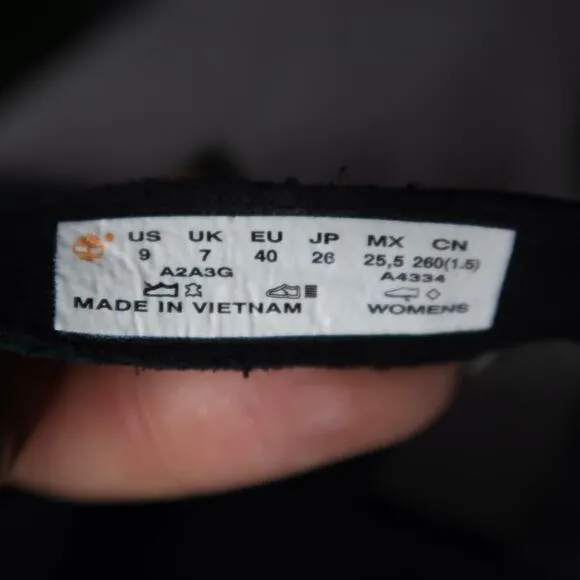 US UK EU JP MX CN
9 7 40 26 25,5 260(1.5)
A2A3G A4334
MADE IN VIETNAM WOMENS